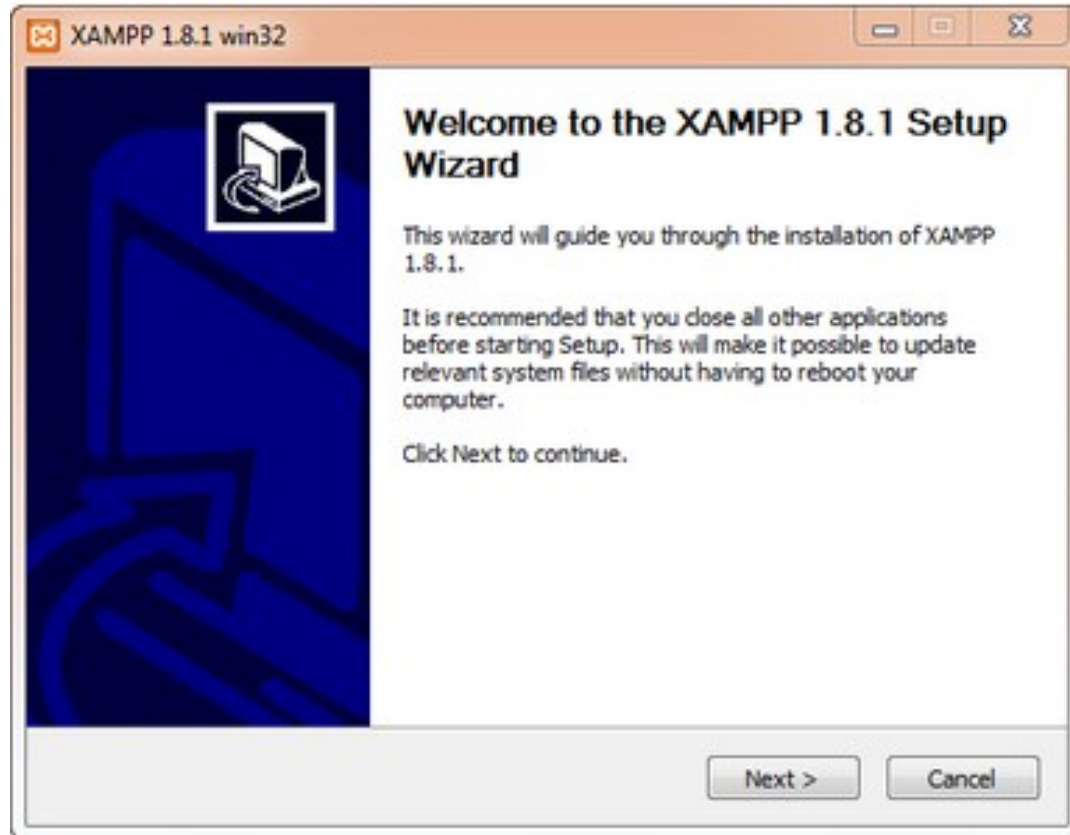 XAMPP 1.8.1 win32
Welcome to the XAMPP 1.8.1 Setup
Wizard
This wizard will guide you through the installation of XAMPP
1.8.1.
It is recommended that you close all other applications
before starting Setup. This will make it possible to update
relevant system files without having to reboot your
computer.
Click Next to continue.
Next >
Cancel